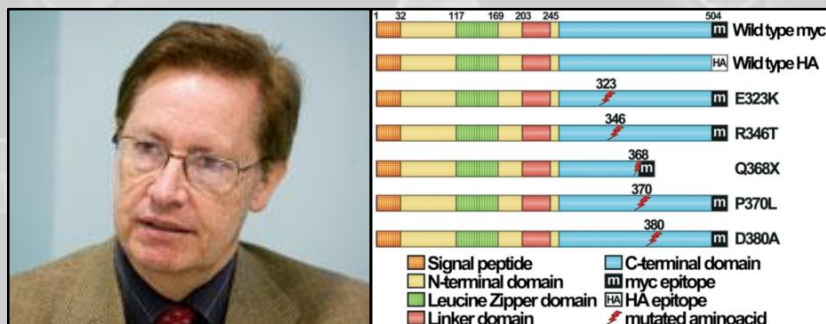 1 32 117 169 203 245 504
m Wild type myc
HA Wild type HA
323
m E323K
346
m R346T
368
m Q368X
370
m P370L
380
m D380A
Signal peptide C-terminal domain
N-terminal domain m myc epitope
Leucine Zipper domain HA HA epitope
Linker domain mutated aminoacid